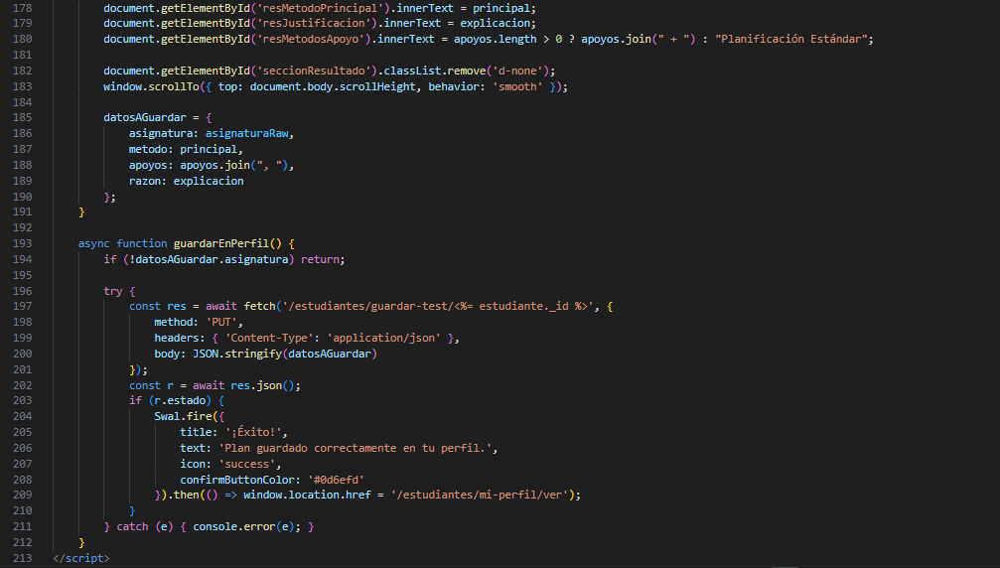 178 document.getElementById('resMetodoPrincipal').innerText = principal;
179 document.getElementById('resJustificacion').innerText = explicacion;
180 document.getElementById('resMetodosApoyo').innerText = apoyos.length > 0 ? apoyos.join(" + ") : "Planificación Estándar";
181
182 document.getElementById('seccionResultado').classList.remove('d-none');
183 window.scrollTo({ top: document.body.scrollHeight, behavior: 'smooth' });
184
185 datosAGuardar = {
186 asignatura: asignaturaRaw,
187 metodo: principal,
188 apoyos: apoyos.join(", "),
189 razon: explicacion
190 };
191 }
192
193 async function guardarEnPerfil() {
194 if (!datosAGuardar.asignatura) return;
195
196 try {
197 const res = await fetch('/estudiantes/guardar-test/<%= estudiante._id %>', {
198 method: 'PUT',
199 headers: { 'Content-Type': 'application/json' },
200 body: JSON.stringify(datosAGuardar)
201 });
202 const r = await res.json();
203 if (r.estado) {
204 Swal.fire({
205 title: '¡Éxito!',
206 text: 'Plan guardado correctamente en tu perfil.',
207 icon: 'success',
208 confirmButtonColor: '#0d6efd'
209 }).then(() => window.location.href = '/estudiantes/mi-perfil/ver');
210 }
211 } catch (e) { console.error(e); }
212 }
213 </script>